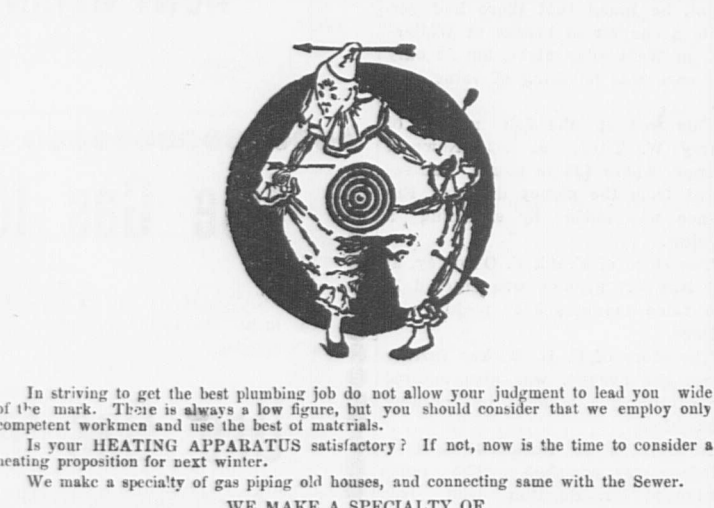 In striving to get the best plumbing job do not allow your judgment to lead you wide
of the mark. There is always a low figure, but you should consider that we employ only
competent workmen and use the best of materials.
Is your HEATING APPARATUS satisfactory? If not, now is the time to consider a
heating proposition for next winter.
We make a specialty of gas piping old houses, and connecting same with the Sewer.
WE MAKE A SPECIALTY OF